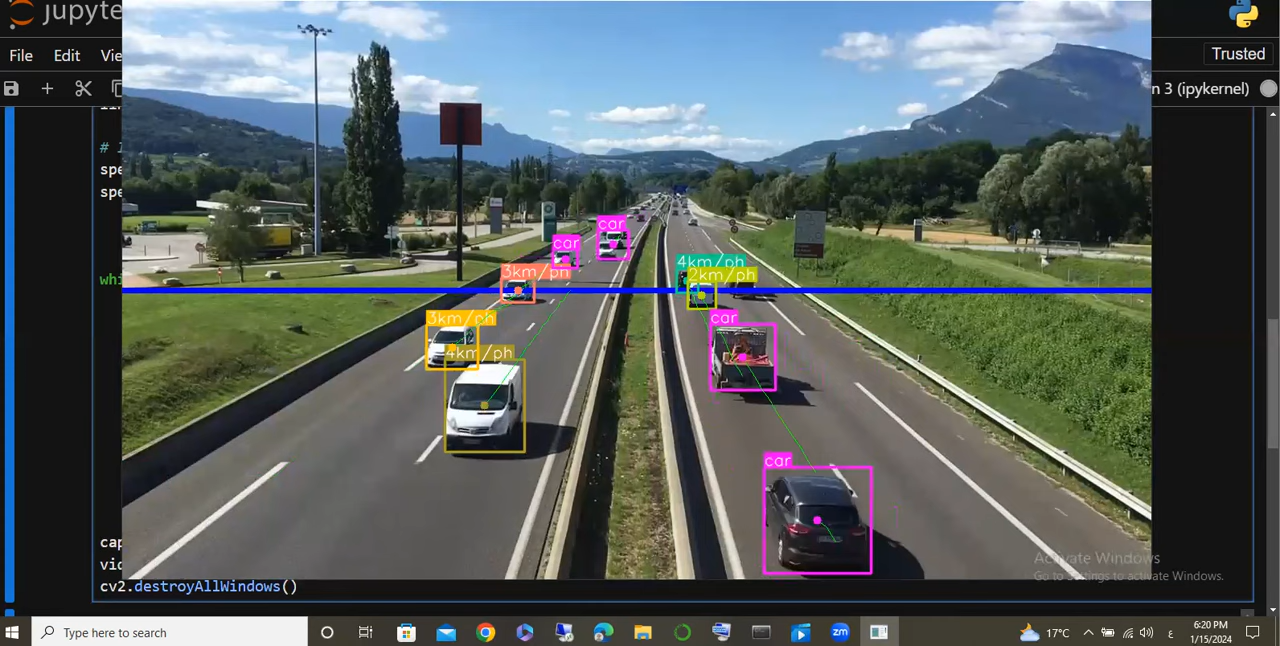 jupyte
File Edit Vie
Trusted
n 3 (ipykernel)
spe
spe
whi
car
car
3km/ph
4km/ph
2km/ph
3km/ph
car
4km/ph
car
cap
vid
cv2.destroyAllWindows()
Activate Windows
Go to Settings to activate Windows.
Type here to search
zm
17°C
ع
6:20 PM
1/15/2024